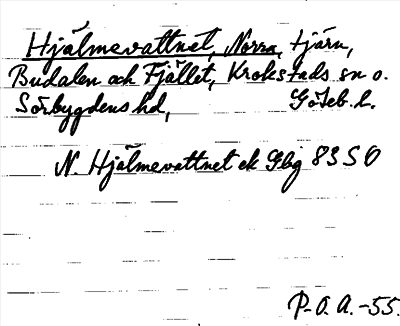 Hjälmevattnet, Norra, tjärn,
Budalen och Fjället, Krokstads sn o.
Sörbygdens hd, Göteb. l.
N. Hjälmevattnet ek Gbg 83 S O
P.O.A. -55.